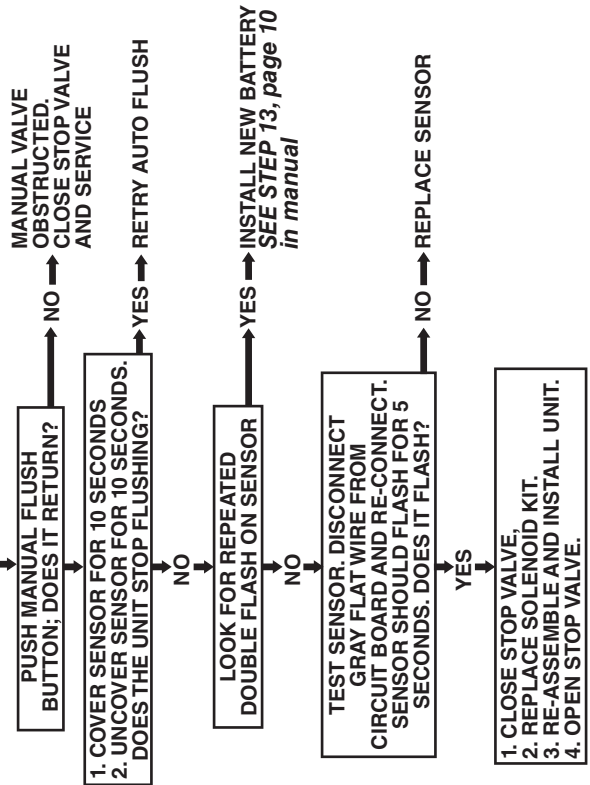 PUSH MANUAL FLUSH
BUTTON; DOES IT RETURN?
NO
MANUAL VALVE
OBSTRUCTED.
CLOSE STOP VALVE
AND SERVICE
1. COVER SENSOR FOR 10 SECONDS
2. UNCOVER SENSOR FOR 10 SECONDS.
DOES THE UNIT STOP FLUSHING?
YES
RETRY AUTO FLUSH
NO
LOOK FOR REPEATED
DOUBLE FLASH ON SENSOR
YES
INSTALL NEW BATTERY
SEE STEP 13, page 10
in manual
NO
TEST SENSOR. DISCONNECT
GRAY FLAT WIRE FROM
CIRCUIT BOARD AND RE-CONNECT.
SENSOR SHOULD FLASH FOR 5
SECONDS. DOES IT FLASH?
NO
REPLACE SENSOR
YES
1. CLOSE STOP VALVE,
2. REPLACE SOLENOID KIT.
3. RE-ASSEMBLE AND INSTALL UNIT.
4. OPEN STOP VALVE.